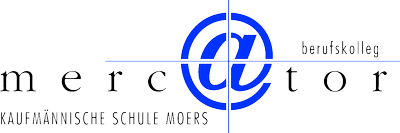 berufskolleg
merc@tor
KAUFMÄNNISCHE SCHULE MOERS